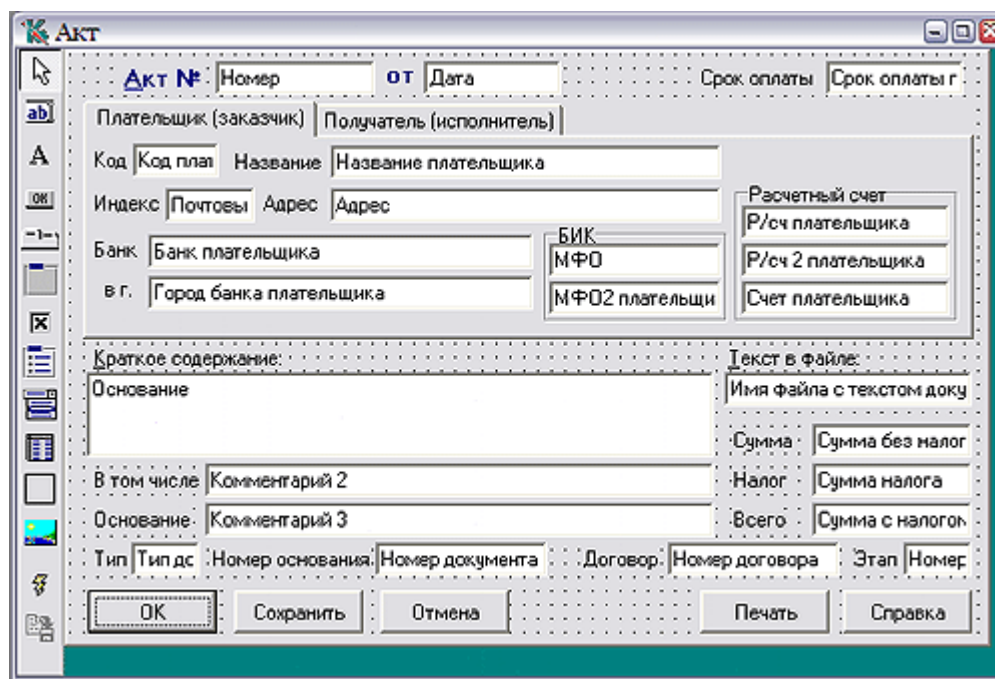 Акт
Акт № Номер от Дата Срок оплаты Срок оплаты п
Плательщик (заказчик) Получатель (исполнитель)
Код Код плат Название Название плательщика
Индекс Почтовы Адрес Адрес
Расчетный счет
Р/сч плательщика
Банк Банк плательщика
БИК
МФО
Р/сч 2 плательщика
в г. Город банка плательщика
МФО2 плательщи
Счет плательщика
Краткое содержание: Текст в файле:
Основание
Имя файла с текстом доку
Сумма Сумма без налог
В том числе Комментарий 2 Налог Сумма налога
Основание Комментарий 3 Всего Сумма с налогом
Тип Тип дс Номер основания Номер документа Договор Номер договора Этап Номер
OK Сохранить Отмена Печать Справка
ab
A
OK